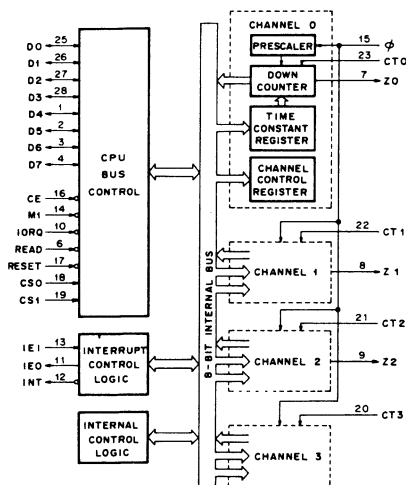 CHANNEL 0
PRESCALER
15 ϕ
23 CT0
DOWN COUNTER
7 Z0
TIME CONSTANT REGISTER
CHANNEL CONTROL REGISTER
D0 25
D1 26
D2 27
D3 28
D4 1
D5 2
D6 3
D7 4
CPU BUS CONTROL
CE 16
M1 14
IORQ 10
READ 6
RESET 17
CS0 18
CS1 19
8-BIT INTERNAL BUS
22 CT1
CHANNEL 1
8 Z1
21 CT2
CHANNEL 2
9 Z2
20 CT3
CHANNEL 3
IEI 13
IEO 11
INT 12
INTERRUPT CONTROL LOGIC
INTERNAL CONTROL LOGIC